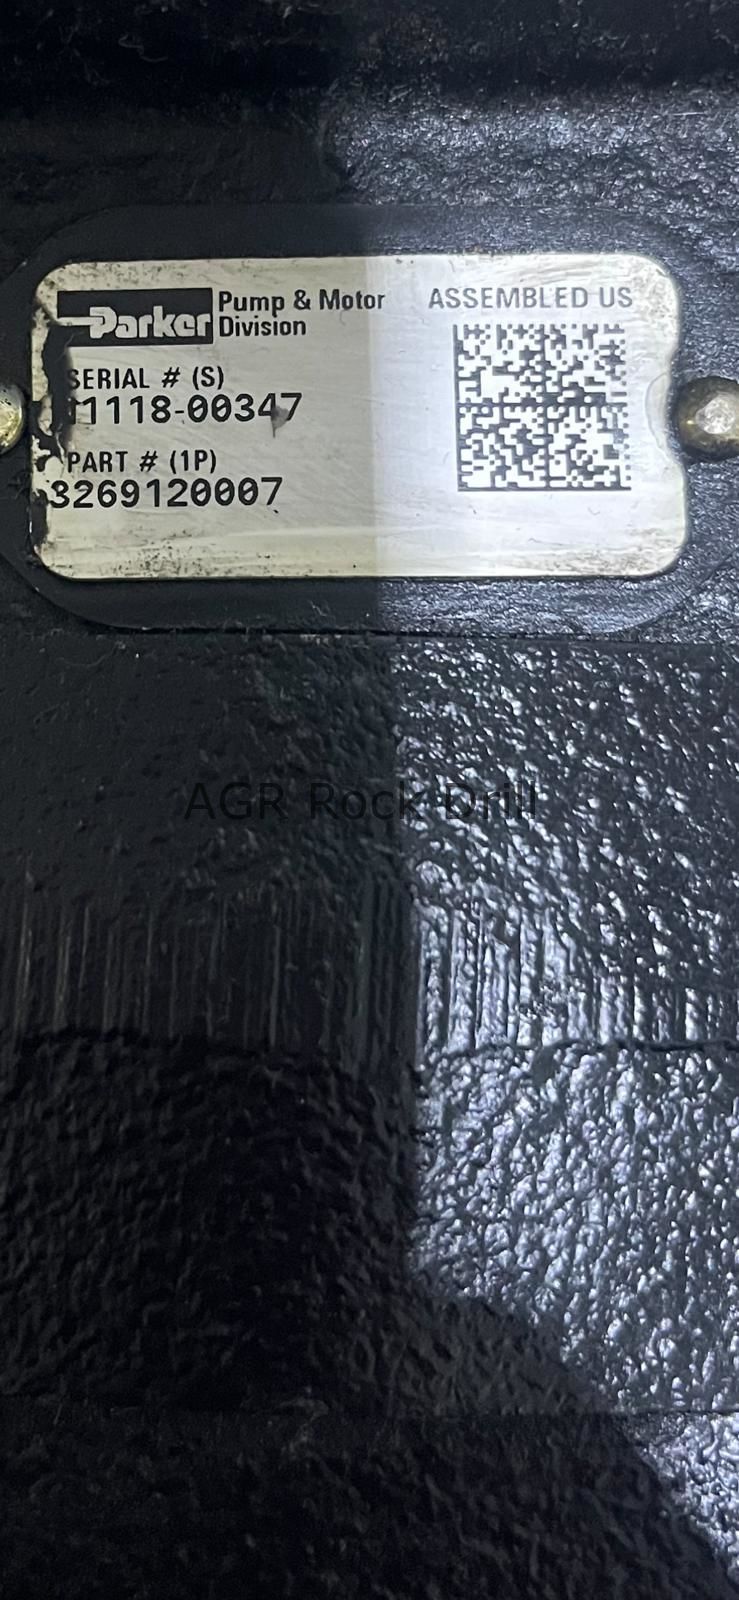 Parker
Pump & Motor
Division
ASSEMBLED US
SERIAL # (S)
1118-00347
PART # (1P)
3269120007
AGR Rock Drill